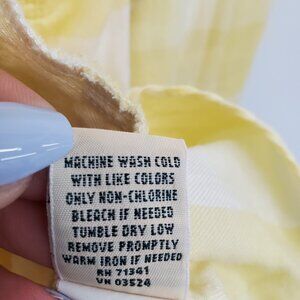 MACHINE WASH COLD
WITH LIKE COLORS
ONLY NON-CHLORINE
BLEACH IF NEEDED
TUMBLE DRY LOW
REMOVE PROMPTLY
WARM IRON IF NEEDED
RN 71341
VN 03524